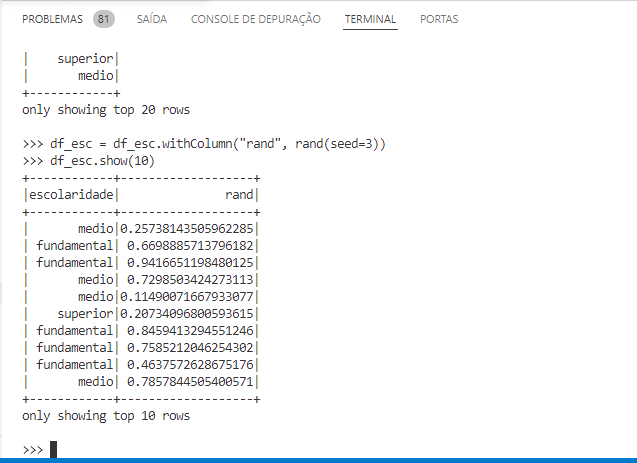 PROBLEMAS 81 SAÍDA CONSOLE DE DEPURAÇÃO TERMINAL PORTAS
|    superior|
|       medio|
+------------+
only showing top 20 rows
>>> df_esc = df_esc.withColumn("rand", rand(seed=3))
>>> df_esc.show(10)
+------------+-------------------+
|escolaridade|               rand|
+------------+-------------------+
|       medio|0.25738143505962285|
| fundamental| 0.6698885713796182|
| fundamental| 0.9416651198480125|
|       medio| 0.7298503424273113|
|       medio|0.11490071667933077|
|    superior|0.20734096800593615|
| fundamental| 0.8459413294551246|
| fundamental| 0.7585212046254302|
| fundamental| 0.4637572628675176|
|       medio| 0.7857844505400571|
+------------+-------------------+
only showing top 10 rows
>>>